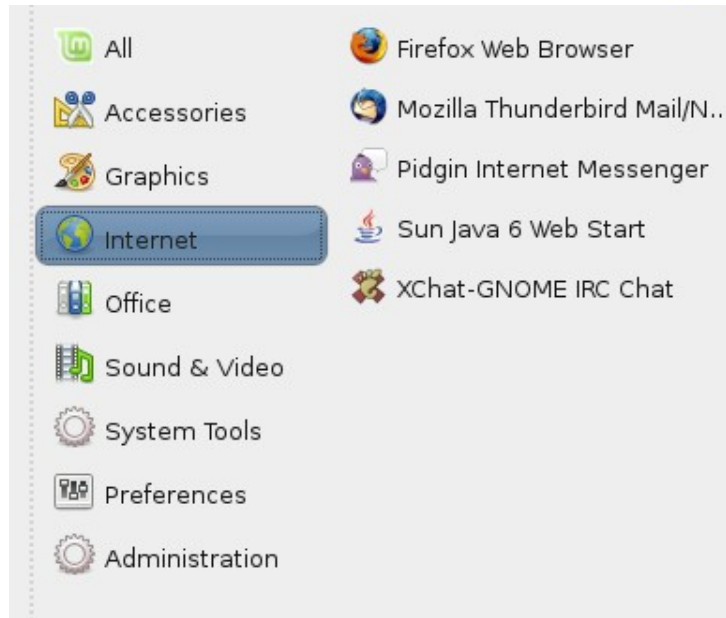 All
Accessories
Graphics
Internet
Office
Sound & Video
System Tools
Preferences
Administration
Firefox Web Browser
Mozilla Thunderbird Mail/N..
Pidgin Internet Messenger
Sun Java 6 Web Start
XChat-GNOME IRC Chat